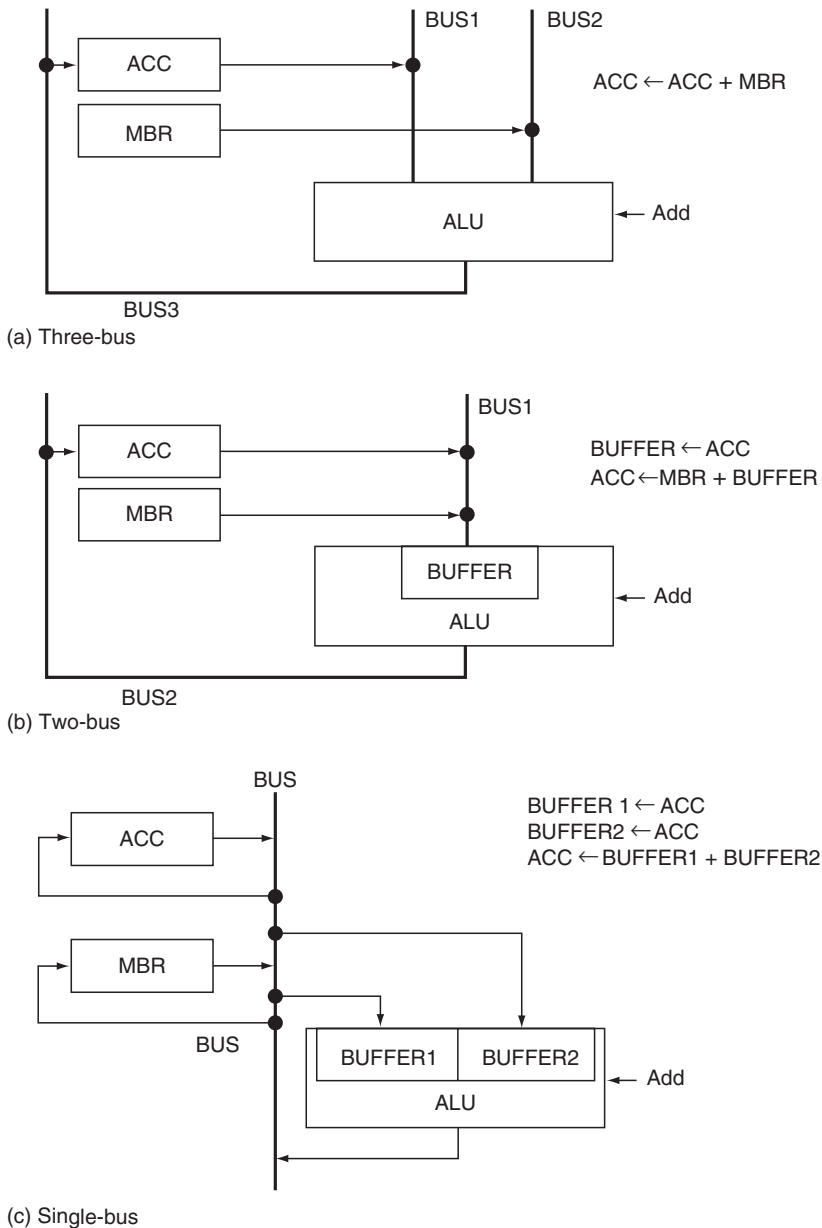 BUS1
BUS2
ACC
ACC ← ACC + MBR
MBR
ALU
Add
BUS3
(a) Three-bus
BUS1
ACC
BUFFER ← ACC
ACC←MBR + BUFFER
MBR
BUFFER
Add
ALU
BUS2
(b) Two-bus
BUS
BUFFER 1 ← ACC
BUFFER2 ← ACC
ACC ← BUFFER1 + BUFFER2
ACC
MBR
BUS
BUFFER1
BUFFER2
Add
ALU
(c) Single-bus